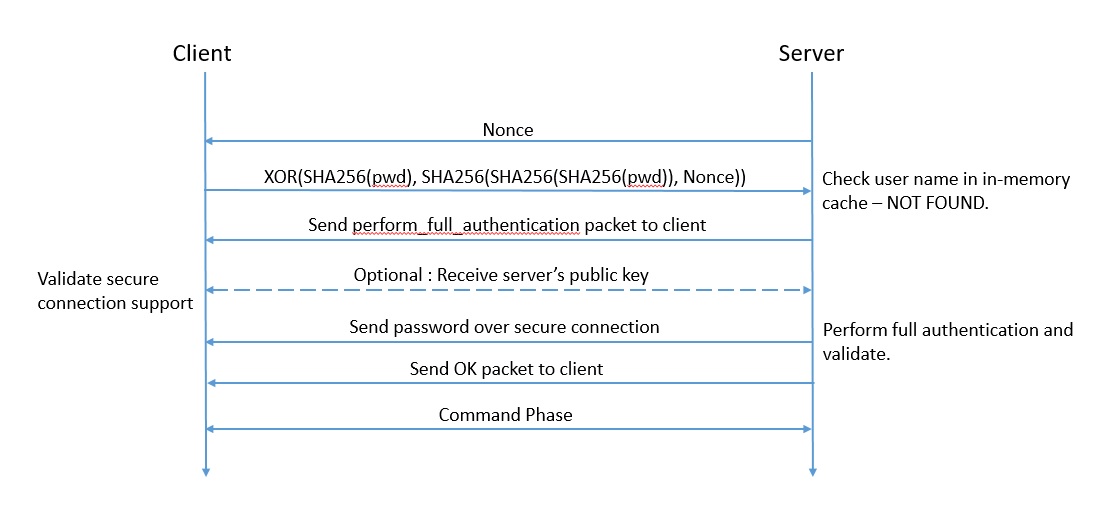 Client
Server
Nonce
XOR(SHA256(pwd), SHA256(SHA256(SHA256(pwd)), Nonce))
Check user name in in-memory
cache – NOT FOUND.
Send perform_full_authentication packet to client
Validate secure
connection support
Optional : Receive server’s public key
Send password over secure connection
Perform full authentication and
validate.
Send OK packet to client
Command Phase